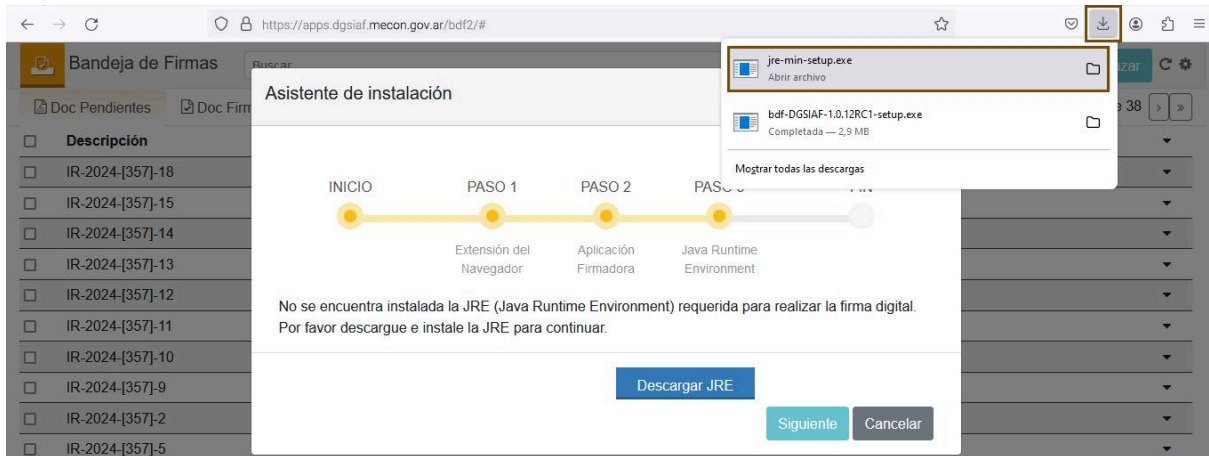 https://apps.dgsiaf.mecon.gov.ar/bdf2/#
Bandeja de Firmas
Buscar
jre-min-setup.exe
Abrir archivo
bdf-DGSIAF-1.0.12RC1-setup.exe
Completada — 2,9 MB
Mostrar todas las descargas
Doc Pendientes
Doc Firm
38 > »
Asistente de instalación
Descripción
IR-2024-[357]-18
IR-2024-[357]-15
IR-2024-[357]-14
IR-2024-[357]-13
IR-2024-[357]-12
IR-2024-[357]-11
IR-2024-[357]-10
IR-2024-[357]-9
IR-2024-[357]-2
IR-2024-[357]-5
INICIO PASO 1 PASO 2 PASO
Extensión del Navegador
Aplicación Firmadora
Java Runtime Environment
No se encuentra instalada la JRE (Java Runtime Environment) requerida para realizar la firma digital.
Por favor descargue e instale la JRE para continuar.
Descargar JRE
Siguiente Cancelar